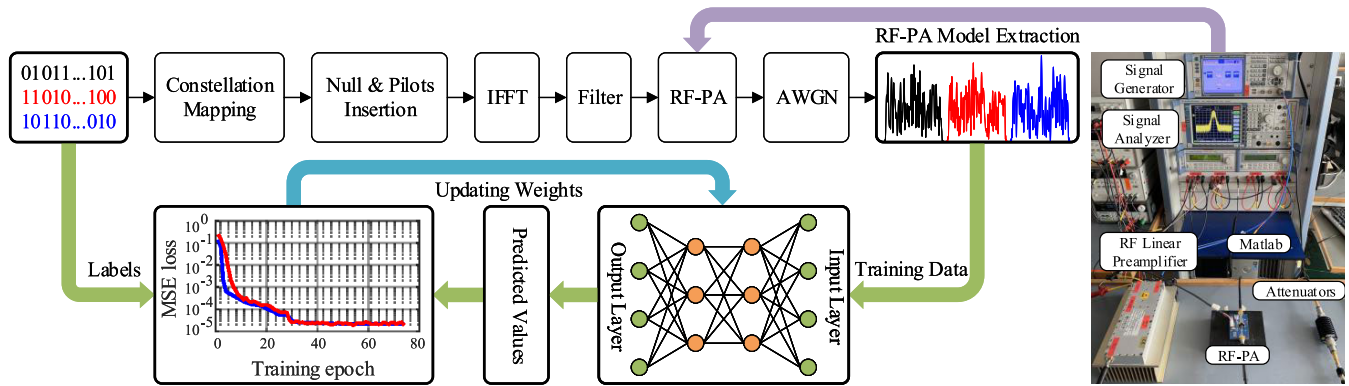 RF-PA Model Extraction
01011...101
11010...100
10110...010
Constellation
Mapping
Null & Pilots
Insertion
IFFT
Filter
RF-PA
AWGN
Signal
Generator
Signal
Analyzer
Updating Weights
Labels
MSE loss
10⁰
10⁻¹
10⁻²
10⁻³
10⁻⁴
10⁻⁵
0
20
40
60
80
Training epoch
Predicted Values
Output Layer
Input Layer
Training Data
RF Linear
Preamplifier
Matlab
Attenuators
RF-PA